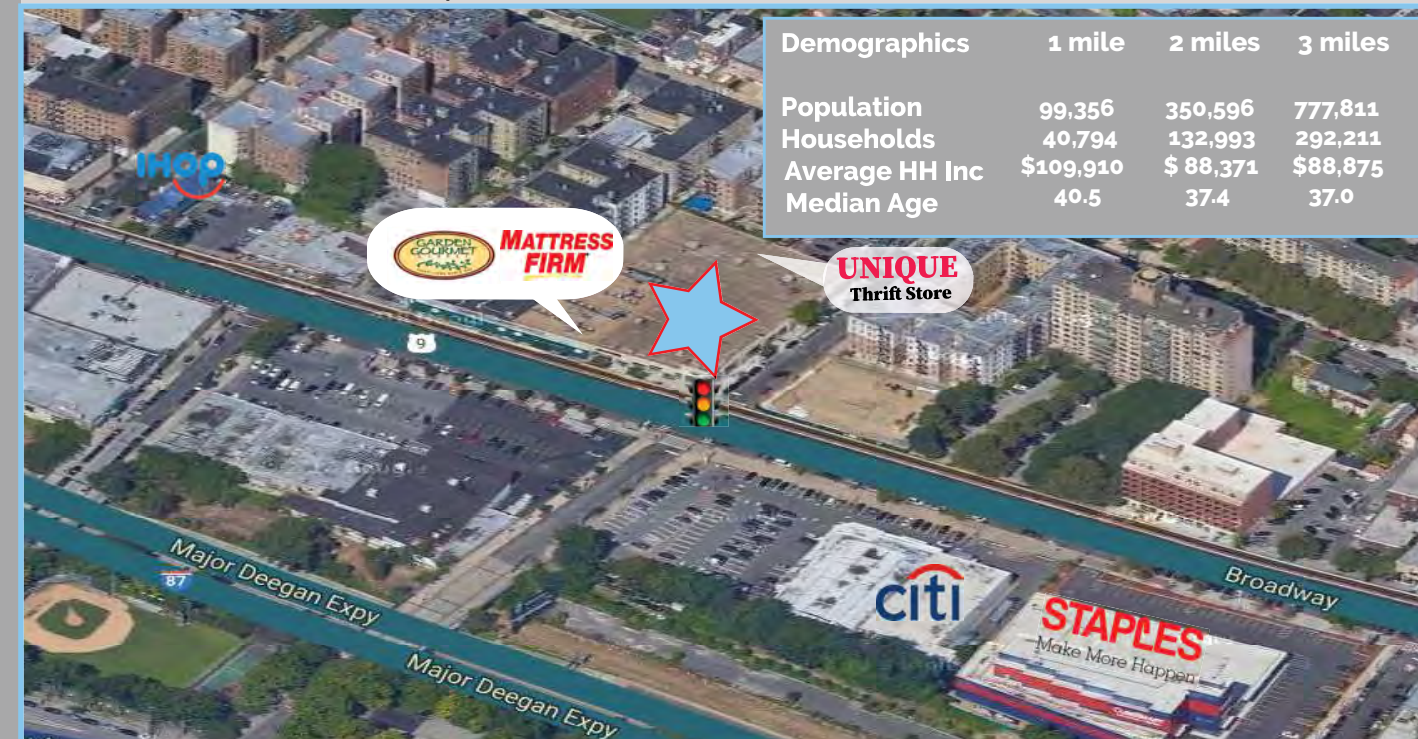 Demographics 1 mile 2 miles 3 miles
Population 99,356 350,596 777,811
Households 40,794 132,993 292,211
Average HH Inc $109,910 $ 88,371 $88,875
Median Age 40.5 37.4 37.0
IHOP
GARDEN
GOURMET
MATTRESS
FIRM
UNIQUE
Thrift Store
9
Major Deegan Expy
87
Broadway
citi
STAPLES
Make More Happen
Major Deegan Expy